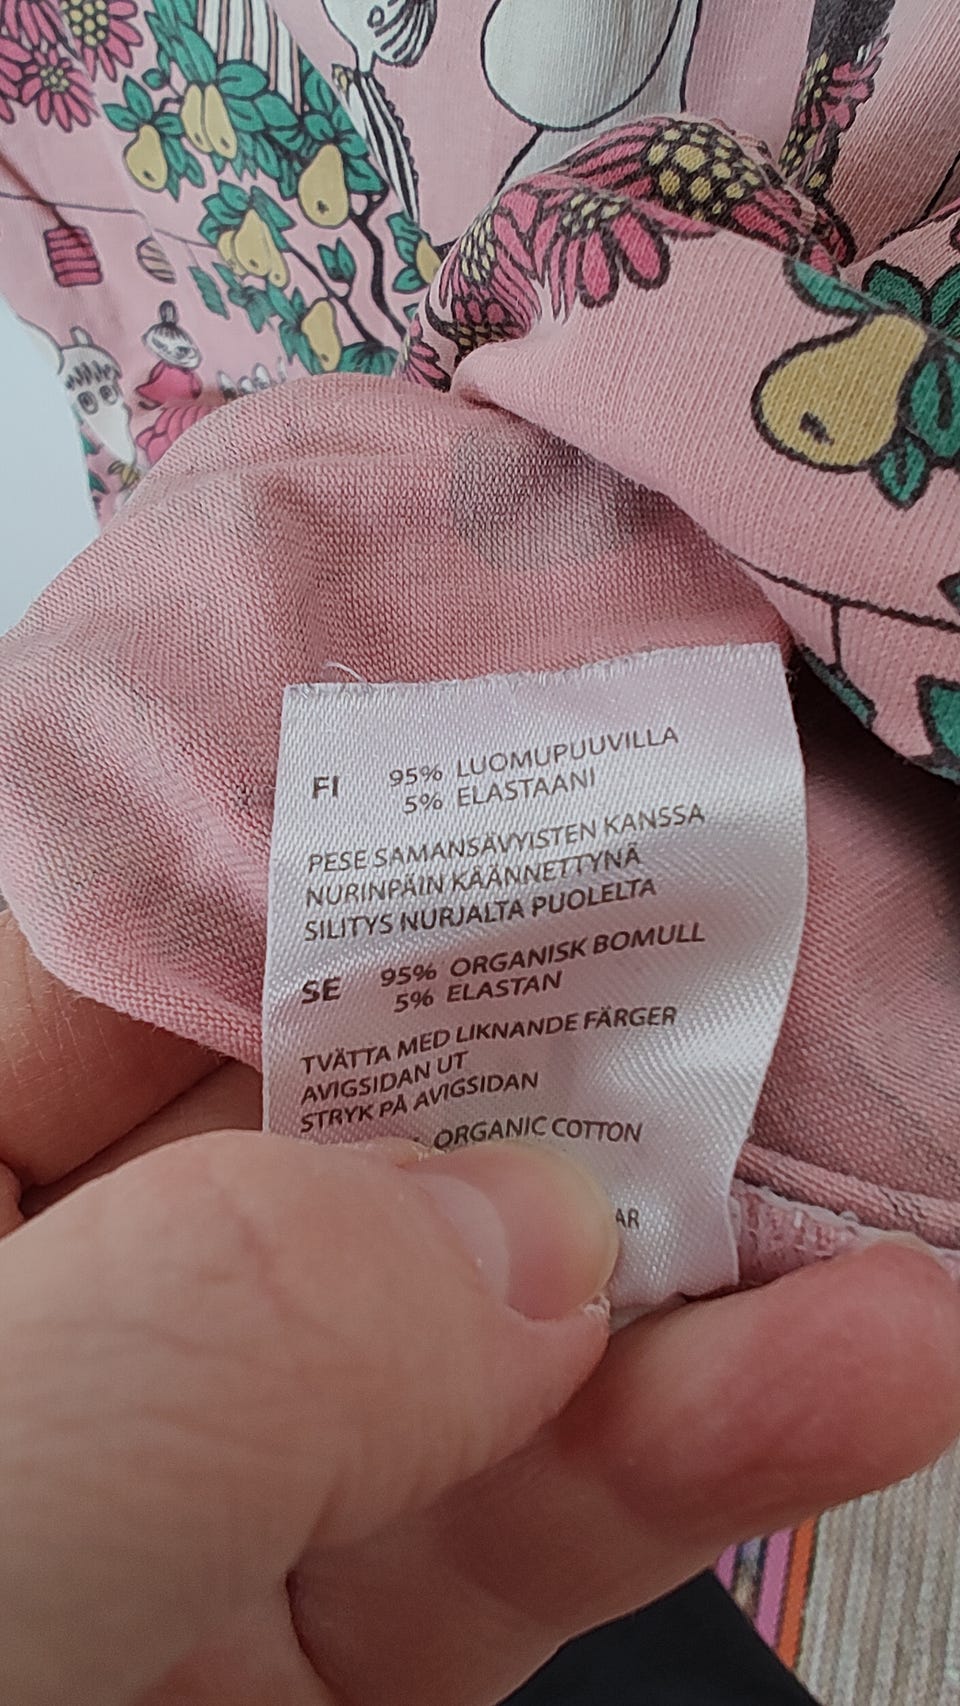 FI 95% LUOMUPUUVILLA
5% ELASTAANI
PESE SAMANSÄVYISTEN KANSSA
NURINPÄIN KÄÄNNETTYNÄ
SILITYS NURJALTA PUOLELTA
SE 95% ORGANISK BOMULL
5% ELASTAN
TVÄTTA MED LIKNANDE FÄRGER
AVIGSIDAN UT
STRYK PÅ AVIGSIDAN
ORGANIC COTTON